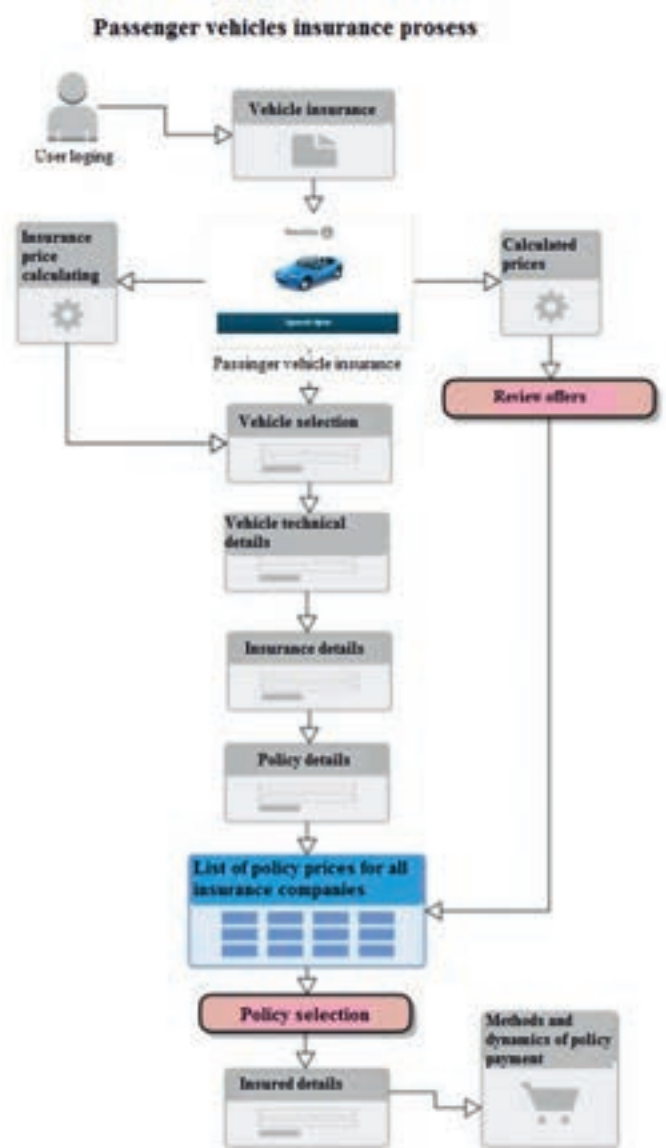 Passenger vehicles insurance prosess
User loging
Vehicle insurance
Insurance
price
calculating
Calculated
prices
Passinger vehicle insurance
Review offers
Vehicle selection
Vehicle technical
details
Insurance details
Policy details
List of policy prices for all
insurance companies
Policy selection
Insured details
Methods and
dynamics of policy
payment